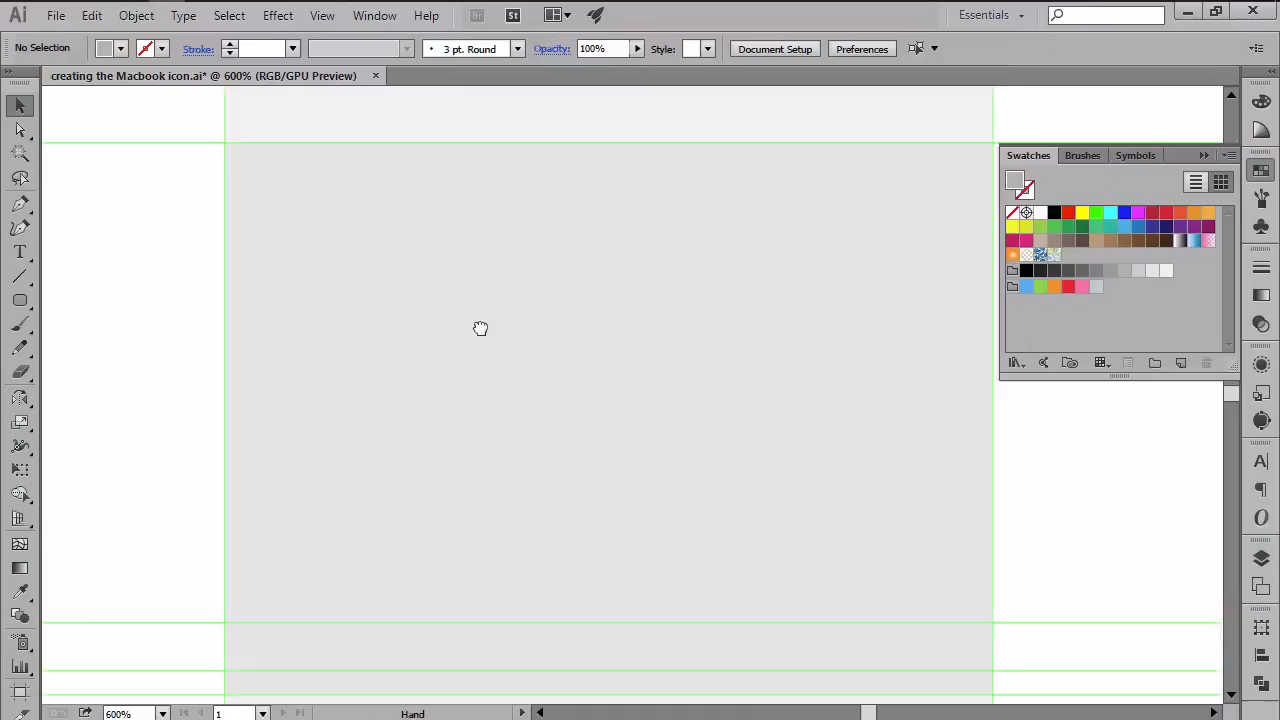 Ai File Edit Object Type Select Effect View Window Help Br St Essentials
No Selection Stroke: 3 pt. Round Opacity: 100% Style: Document Setup Preferences
creating the Macbook icon.ai* @ 600% (RGB/GPU Preview)
Swatches Brushes Symbols
600% 1 Hand